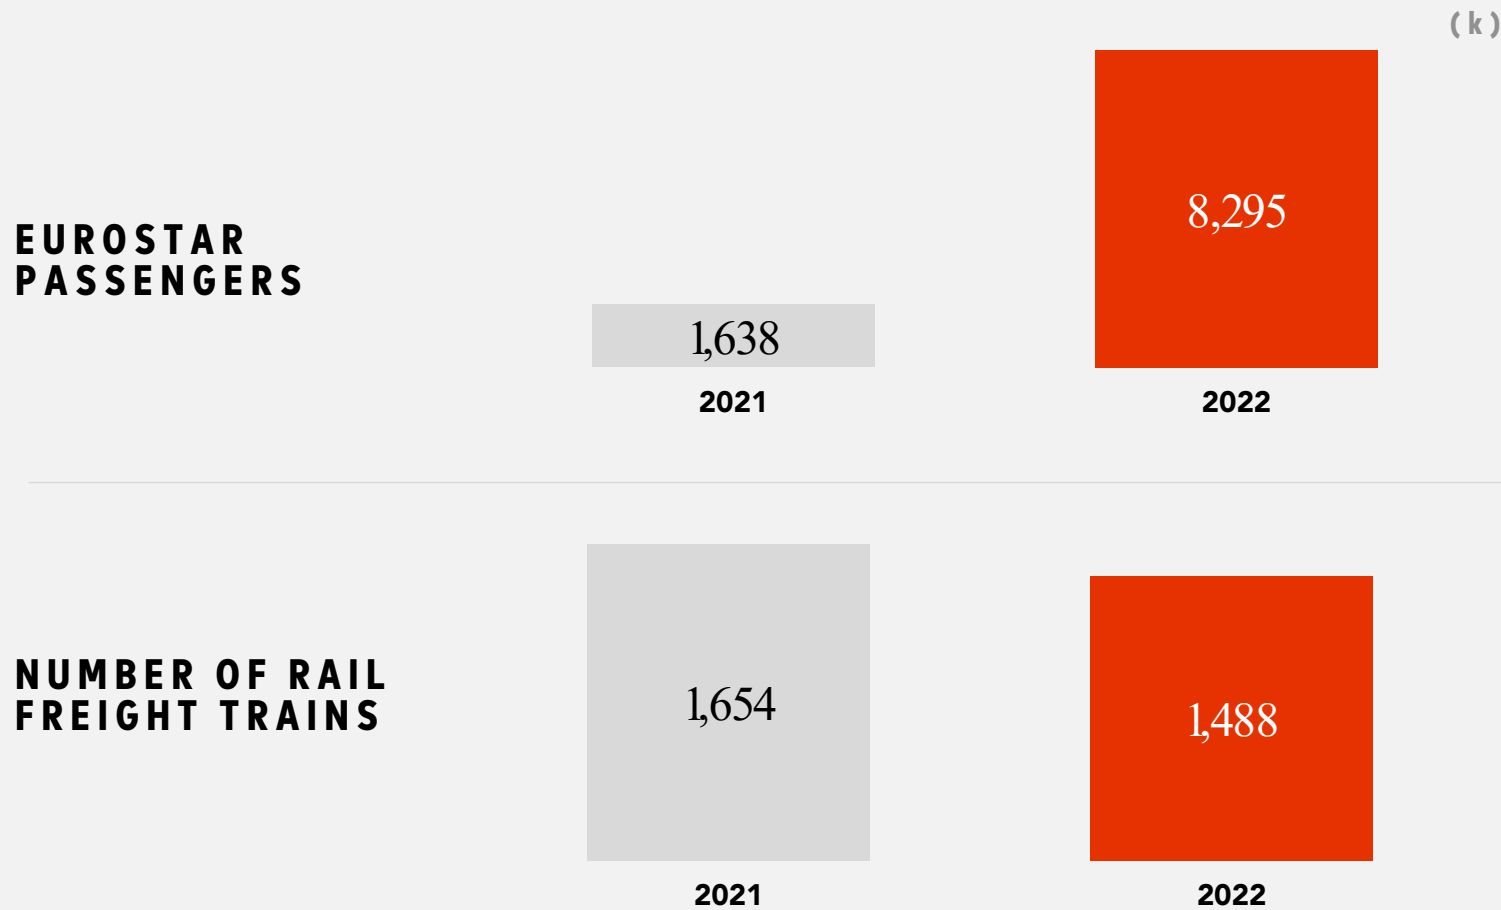 (k)
EUROSTAR
PASSENGERS
8,295
1,638
2021
2022
NUMBER OF RAIL
FREIGHT TRAINS
1,654
1,488
2021
2022